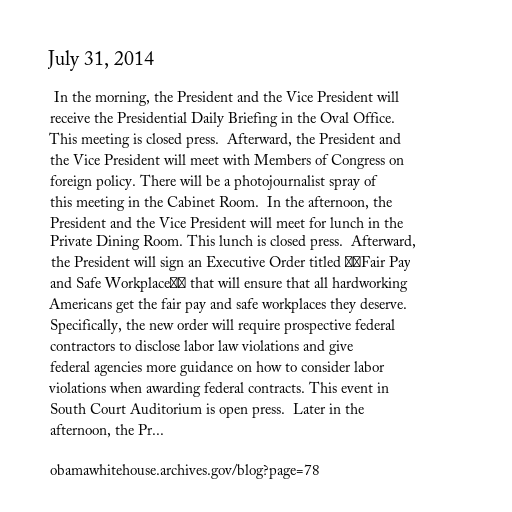 July 31, 2014
In the morning, the President and the Vice President will
receive the Presidential Daily Briefing in the Oval Office.
This meeting is closed press.  Afterward, the President and
the Vice President will meet with Members of Congress on
foreign policy. There will be a photojournalist spray of
this meeting in the Cabinet Room.  In the afternoon, the
President and the Vice President will meet for lunch in the
Private Dining Room. This lunch is closed press.  Afterward,
the President will sign an Executive Order titled Fair Pay
and Safe Workplace that will ensure that all hardworking
Americans get the fair pay and safe workplaces they deserve.
Specifically, the new order will require prospective federal
contractors to disclose labor law violations and give
federal agencies more guidance on how to consider labor
violations when awarding federal contracts. This event in
South Court Auditorium is open press.  Later in the
afternoon, the Pr...
obamawhitehouse.archives.gov/blog?page=78